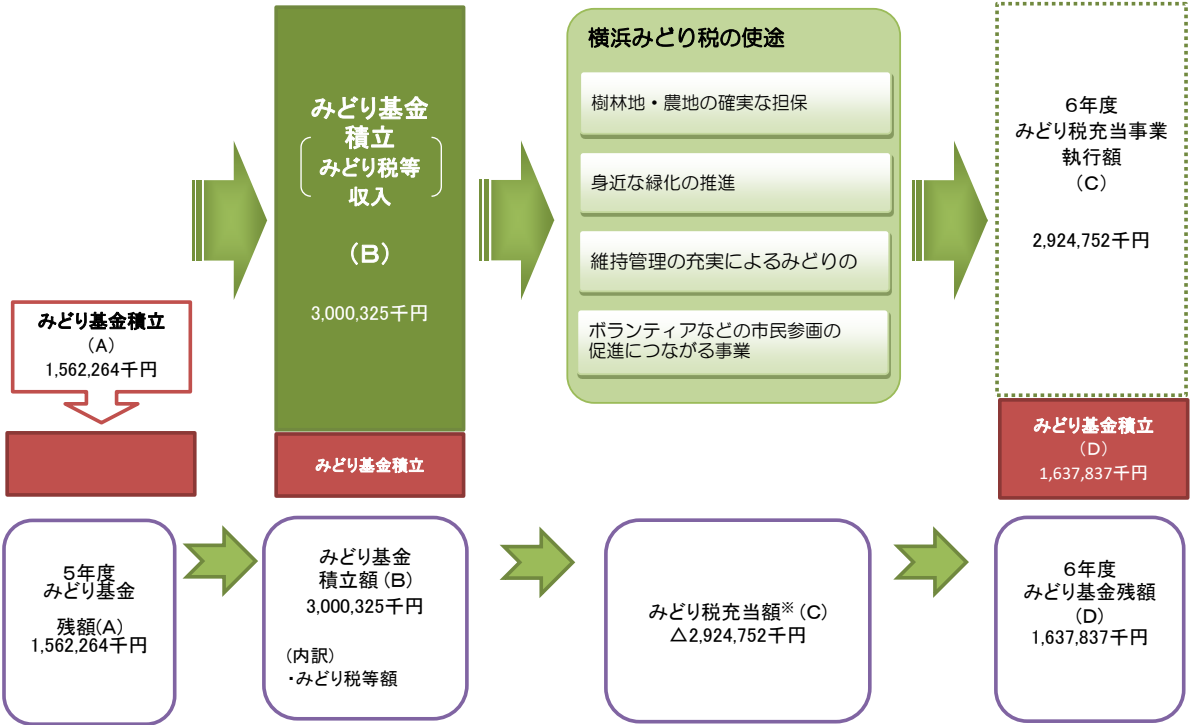 みどり基金積立
(A)
1,562,264千円
みどり基金
積立
みどり税等
収入
(B)
3,000,325千円
みどり基金積立
横浜みどり税の使途
樹林地・農地の確実な担保
身近な緑化の推進
維持管理の充実によるみどりの
ボランティアなどの市民参画の
促進につながる事業
6年度
みどり税充当事業
執行額
(C)
2,924,752千円
みどり基金積立
(D)
1,637,837千円
5年度
みどり基金
残額(A)
1,562,264千円
みどり基金
積立額(B)
3,000,325千円
(内訳)
・みどり税等額
みどり税充当額※(C)
△2,924,752千円
6年度
みどり基金残額
(D)
1,637,837千円